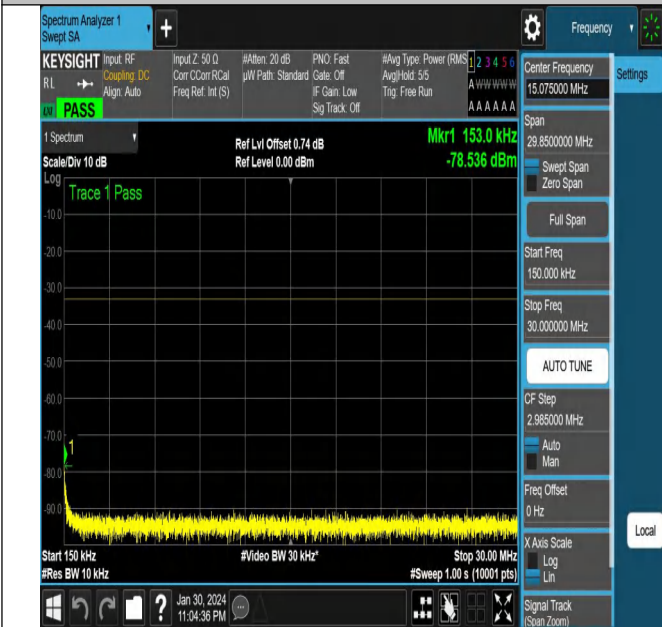 Spectrum Analyzer 1
Swept SA
Frequency
KEYSIGHT
RL
PASS
Input: RF
Coupling: DC
Align: Auto
Input Z: 50 Ω
Corr CCorr RCal
Freq Ref: Int (S)
#Atten: 20 dB
µW Path: Standard
PNO: Fast
Gate: Off
IF Gain: Low
Sig Track: Off
#Avg Type: Power (RMS
Avg|Hold: 5/5
Trig: Free Run
1 2 3 4 5 6
A W W W W W
A A A A A A
1 Spectrum
Scale/Div 10 dB
Log
Ref Lvl Offset 0.74 dB
Ref Level 0.00 dBm
Mkr1 153.0 kHz
-78.536 dBm
Trace 1 Pass
-10.0
-20.0
-30.0
-40.0
-50.0
-60.0
-70.0
-80.0
-90.0
1
Start 150 kHz
#Res BW 10 kHz
#Video BW 30 kHz*
Stop 30.00 MHz
#Sweep 1.00 s (10001 pts)
Jan 30, 2024
11:04:36 PM
Center Frequency
15.075000 MHz
Settings
Span
29.8500000 MHz
Swept Span
Zero Span
Full Span
Start Freq
150.000 kHz
Stop Freq
30.000000 MHz
AUTO TUNE
CF Step
2.985000 MHz
Auto
Man
Freq Offset
0 Hz
Local
X Axis Scale
Log
Lin
Signal Track
(Span Zoom)